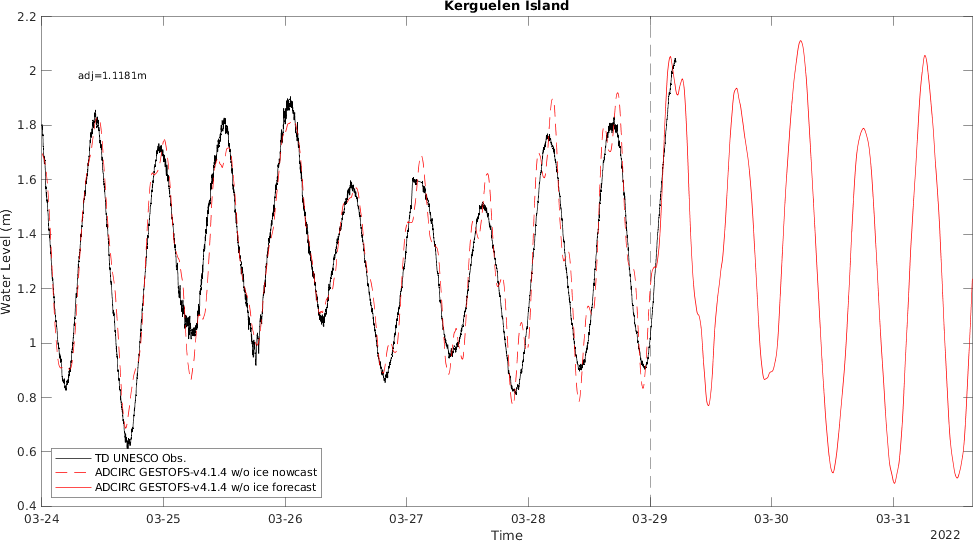 Kerguelen Island
adj=1.1181m
Water Level (m)
2.2
2
1.8
1.6
1.4
1.2
1
0.8
0.6
0.4
TD UNESCO Obs.
ADCIRC GESTOFS-v4.1.4 w/o ice nowcast
ADCIRC GESTOFS-v4.1.4 w/o ice forecast
03-24 03-25 03-26 03-27 03-28 03-29 03-30 03-31
Time
2022